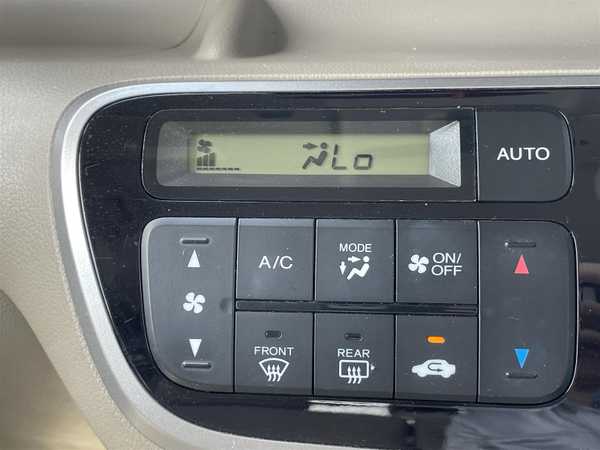 Lo
AUTO
A/C
MODE
ON/
OFF
FRONT
REAR